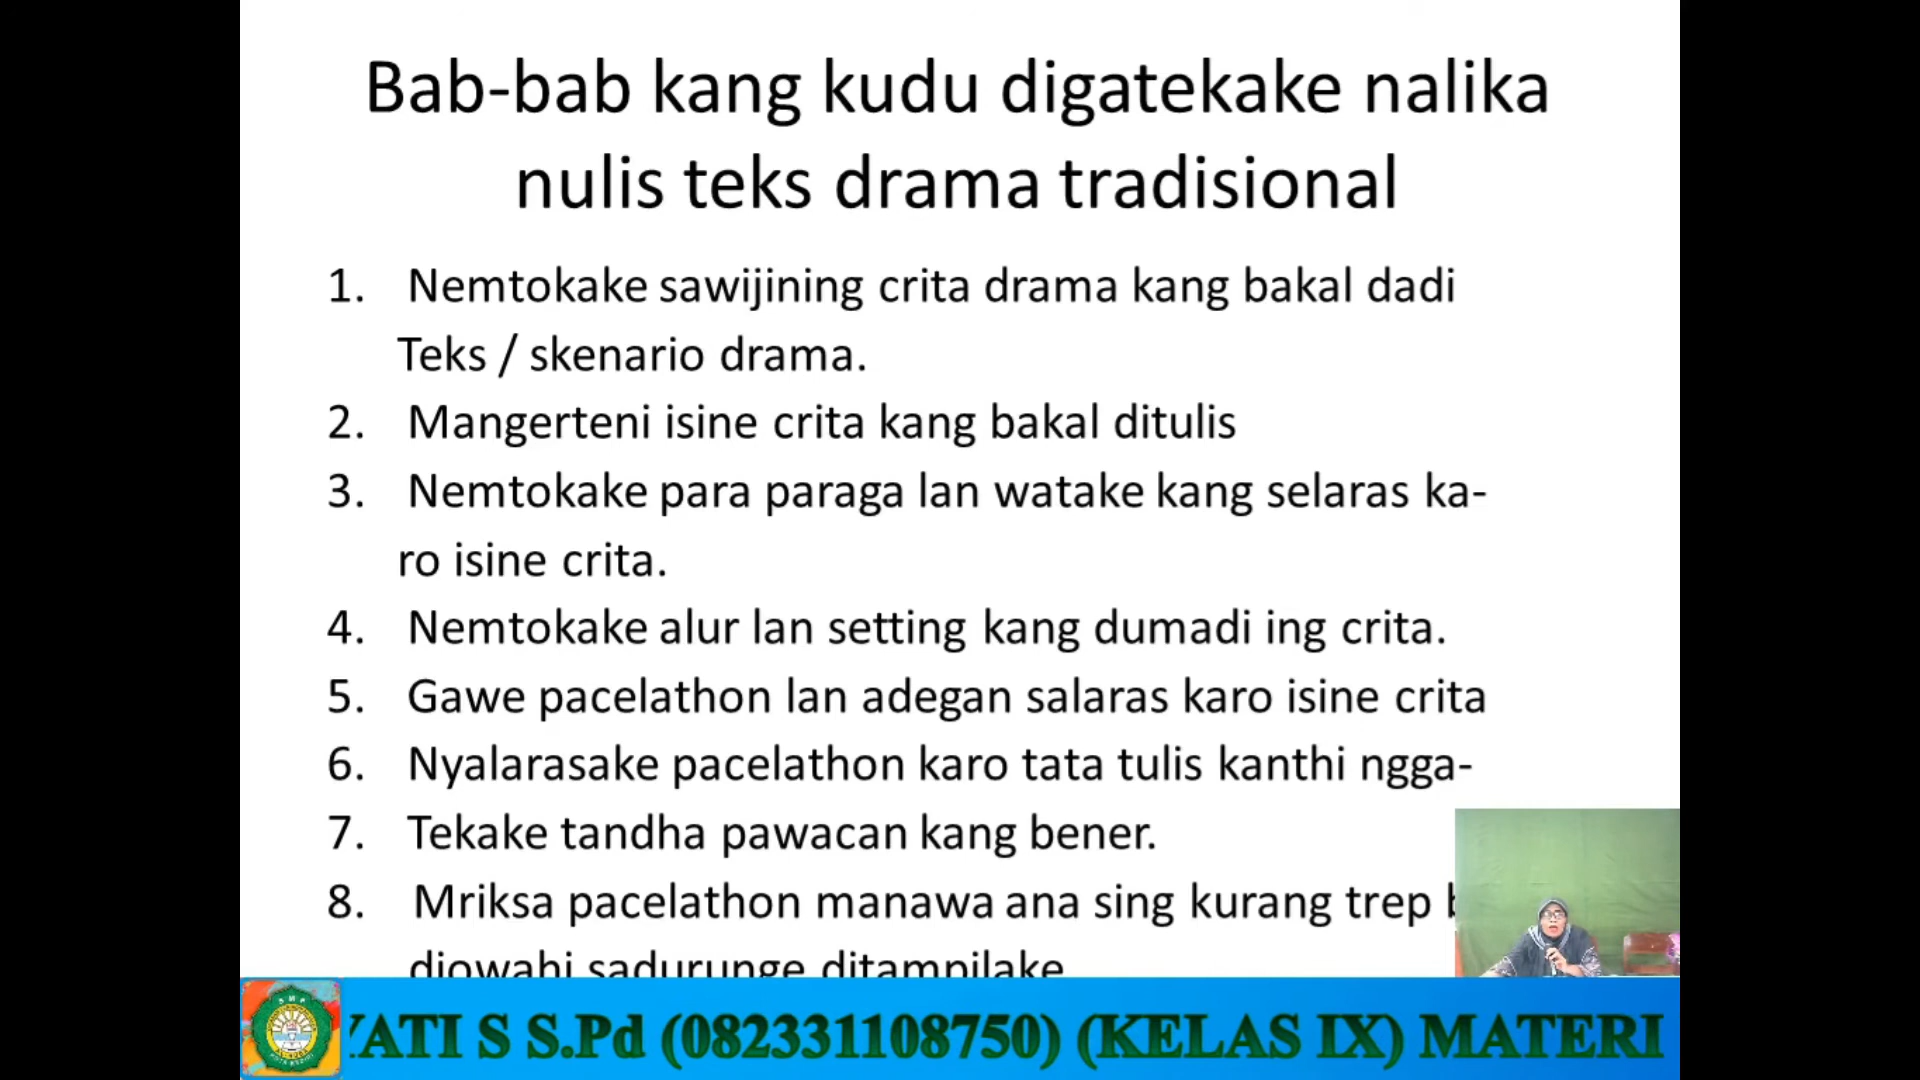 Bab-bab kang kudu digatekake nalika
nulis teks drama tradisional
1. Nemtokake sawijining crita drama kang bakal dadi
Teks / skenario drama.
2. Mangerteni isine crita kang bakal ditulis
3. Nemtokake para paraga lan watake kang selaras ka-
ro isine crita.
4. Nemtokake alur lan setting kang dumadi ing crita.
5. Gawe pacelathon lan adegan salaras karo isine crita
6. Nyalarasake pacelathon karo tata tulis kanthi ngga-
7. Tekake tandha pawacan kang bener.
8. Mriksa pacelathon manawa ana sing kurang trep
diowahi sadurunge ditampilake
YATI S S.Pd (082331108750) (KELAS IX) MATERI